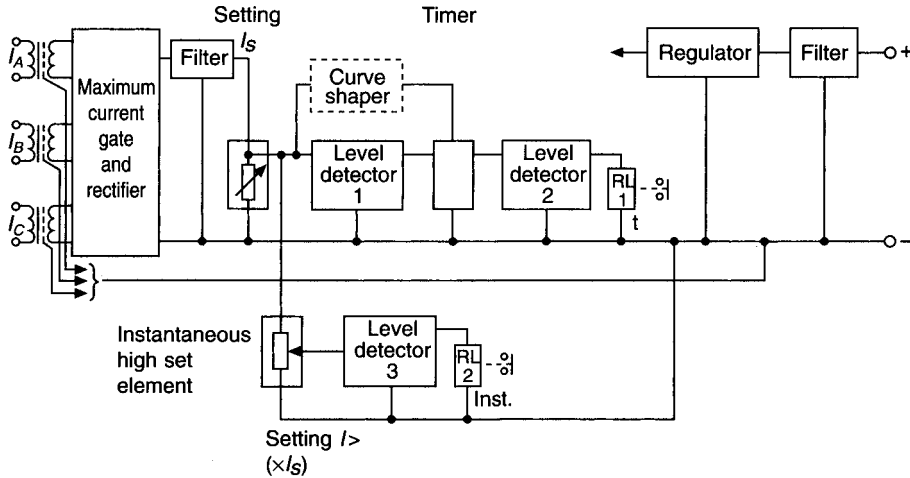 Setting
I_S
Timer
I_A
I_B
I_C
Maximum
current
gate
and
rectifier
Filter
Curve
shaper
Level
detector
1
Level
detector
2
RL
1
t
Regulator
Filter
+
−
}
Instantaneous
high set
element
Level
detector
3
RL
2
Inst.
Setting I>
(×I_S)